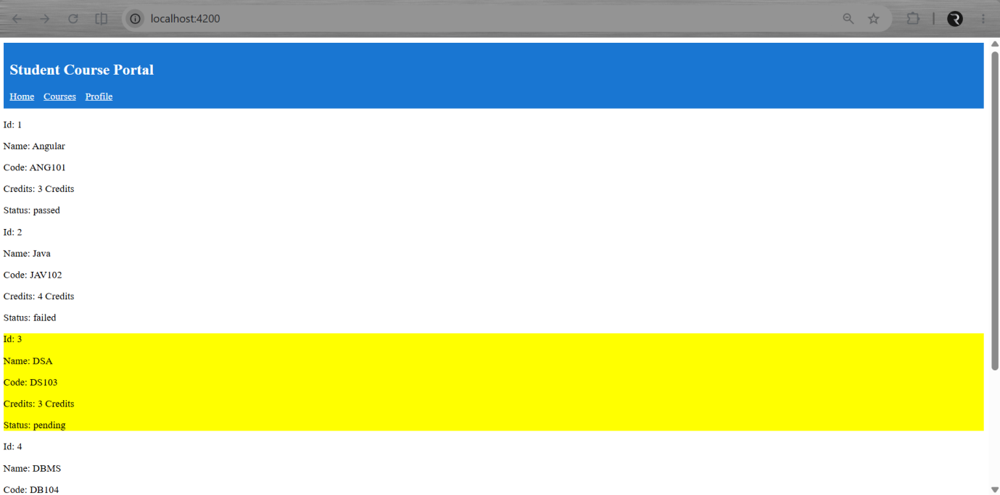 localhost:4200
Student Course Portal
Home Courses Profile
Id: 1
Name: Angular
Code: ANG101
Credits: 3 Credits
Status: passed
Id: 2
Name: Java
Code: JAV102
Credits: 4 Credits
Status: failed
Id: 3
Name: DSA
Code: DS103
Credits: 3 Credits
Status: pending
Id: 4
Name: DBMS
Code: DB104